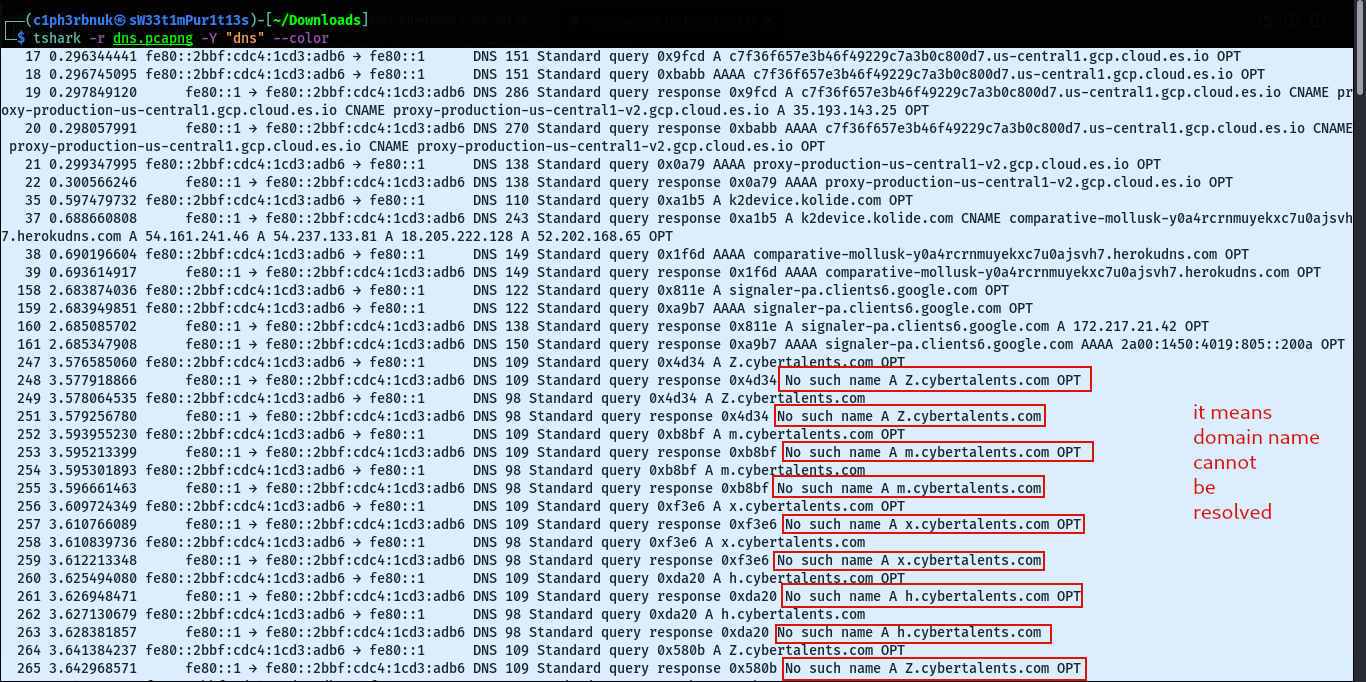 (c1ph3rbnuk㉿sW33t1mPur1t13s)-[~/Downloads]
$ tshark -r dns.pcapng -Y "dns" --color
17 0.296344441 fe80::2bbf:cdc4:1cd3:adb6 → fe80::1 DNS 151 Standard query 0x9fcd A c7f36f657e3b46f49229c7a3b0c800d7.us-central1.gcp.cloud.es.io OPT
18 0.296745095 fe80::2bbf:cdc4:1cd3:adb6 → fe80::1 DNS 151 Standard query 0xbabb AAAA c7f36f657e3b46f49229c7a3b0c800d7.us-central1.gcp.cloud.es.io OPT
19 0.297849120 fe80::1 → fe80::2bbf:cdc4:1cd3:adb6 DNS 286 Standard query response 0x9fcd A c7f36f657e3b46f49229c7a3b0c800d7.us-central1.gcp.cloud.es.io CNAME pr
oxy-production-us-central1.gcp.cloud.es.io CNAME proxy-production-us-central1-v2.gcp.cloud.es.io A 35.193.143.25 OPT
20 0.298057991 fe80::1 → fe80::2bbf:cdc4:1cd3:adb6 DNS 270 Standard query response 0xbabb AAAA c7f36f657e3b46f49229c7a3b0c800d7.us-central1.gcp.cloud.es.io CNAME
proxy-production-us-central1.gcp.cloud.es.io CNAME proxy-production-us-central1-v2.gcp.cloud.es.io OPT
21 0.299347995 fe80::2bbf:cdc4:1cd3:adb6 → fe80::1 DNS 138 Standard query 0x0a79 AAAA proxy-production-us-central1-v2.gcp.cloud.es.io OPT
22 0.300566246 fe80::1 → fe80::2bbf:cdc4:1cd3:adb6 DNS 138 Standard query response 0x0a79 AAAA proxy-production-us-central1-v2.gcp.cloud.es.io OPT
35 0.597479732 fe80::2bbf:cdc4:1cd3:adb6 → fe80::1 DNS 110 Standard query 0xa1b5 A k2device.kolide.com OPT
37 0.688660808 fe80::1 → fe80::2bbf:cdc4:1cd3:adb6 DNS 243 Standard query response 0xa1b5 A k2device.kolide.com CNAME comparative-mollusk-y0a4rcrnmuyekxc7u0ajsvh
7.herokudns.com A 54.161.241.46 A 54.237.133.81 A 18.205.222.128 A 52.202.168.65 OPT
38 0.690196604 fe80::2bbf:cdc4:1cd3:adb6 → fe80::1 DNS 149 Standard query 0x1f6d AAAA comparative-mollusk-y0a4rcrnmuyekxc7u0ajsvh7.herokudns.com OPT
39 0.693614917 fe80::1 → fe80::2bbf:cdc4:1cd3:adb6 DNS 149 Standard query response 0x1f6d AAAA comparative-mollusk-y0a4rcrnmuyekxc7u0ajsvh7.herokudns.com OPT
158 2.683874036 fe80::2bbf:cdc4:1cd3:adb6 → fe80::1 DNS 122 Standard query 0x811e A signaler-pa.clients6.google.com OPT
159 2.683949851 fe80::2bbf:cdc4:1cd3:adb6 → fe80::1 DNS 122 Standard query 0xa9b7 AAAA signaler-pa.clients6.google.com OPT
160 2.685085702 fe80::1 → fe80::2bbf:cdc4:1cd3:adb6 DNS 138 Standard query response 0x811e A signaler-pa.clients6.google.com A 172.217.21.42 OPT
161 2.685347908 fe80::1 → fe80::2bbf:cdc4:1cd3:adb6 DNS 150 Standard query response 0xa9b7 AAAA signaler-pa.clients6.google.com AAAA 2a00:1450:4019:805::200a OPT
247 3.576585060 fe80::2bbf:cdc4:1cd3:adb6 → fe80::1 DNS 109 Standard query 0x4d34 A Z.cybertalents.com OPT
248 3.577918866 fe80::1 → fe80::2bbf:cdc4:1cd3:adb6 DNS 109 Standard query response 0x4d34 No such name A Z.cybertalents.com OPT
249 3.578064535 fe80::2bbf:cdc4:1cd3:adb6 → fe80::1 DNS 98 Standard query 0x4d34 A Z.cybertalents.com
251 3.579256780 fe80::1 → fe80::2bbf:cdc4:1cd3:adb6 DNS 98 Standard query response 0x4d34 No such name A Z.cybertalents.com
252 3.593955230 fe80::2bbf:cdc4:1cd3:adb6 → fe80::1 DNS 109 Standard query 0xb8bf A m.cybertalents.com OPT
253 3.595213399 fe80::1 → fe80::2bbf:cdc4:1cd3:adb6 DNS 109 Standard query response 0xb8bf No such name A m.cybertalents.com OPT
254 3.595301893 fe80::2bbf:cdc4:1cd3:adb6 → fe80::1 DNS 98 Standard query 0xb8bf A m.cybertalents.com
255 3.596661463 fe80::1 → fe80::2bbf:cdc4:1cd3:adb6 DNS 98 Standard query response 0xb8bf No such name A m.cybertalents.com
256 3.609724349 fe80::2bbf:cdc4:1cd3:adb6 → fe80::1 DNS 109 Standard query 0xf3e6 A x.cybertalents.com OPT
257 3.610766089 fe80::1 → fe80::2bbf:cdc4:1cd3:adb6 DNS 109 Standard query response 0xf3e6 No such name A x.cybertalents.com OPT
258 3.610839736 fe80::2bbf:cdc4:1cd3:adb6 → fe80::1 DNS 98 Standard query 0xf3e6 A x.cybertalents.com
259 3.612213348 fe80::1 → fe80::2bbf:cdc4:1cd3:adb6 DNS 98 Standard query response 0xf3e6 No such name A x.cybertalents.com
260 3.625494080 fe80::2bbf:cdc4:1cd3:adb6 → fe80::1 DNS 109 Standard query 0xda20 A h.cybertalents.com OPT
261 3.626948471 fe80::1 → fe80::2bbf:cdc4:1cd3:adb6 DNS 109 Standard query response 0xda20 No such name A h.cybertalents.com OPT
262 3.627130679 fe80::2bbf:cdc4:1cd3:adb6 → fe80::1 DNS 98 Standard query 0xda20 A h.cybertalents.com
263 3.628381857 fe80::1 → fe80::2bbf:cdc4:1cd3:adb6 DNS 98 Standard query response 0xda20 No such name A h.cybertalents.com
264 3.641384237 fe80::2bbf:cdc4:1cd3:adb6 → fe80::1 DNS 109 Standard query 0x580b A Z.cybertalents.com OPT
265 3.642968571 fe80::1 → fe80::2bbf:cdc4:1cd3:adb6 DNS 109 Standard query response 0x580b No such name A Z.cybertalents.com OPT
it means
domain name
cannot
be
resolved